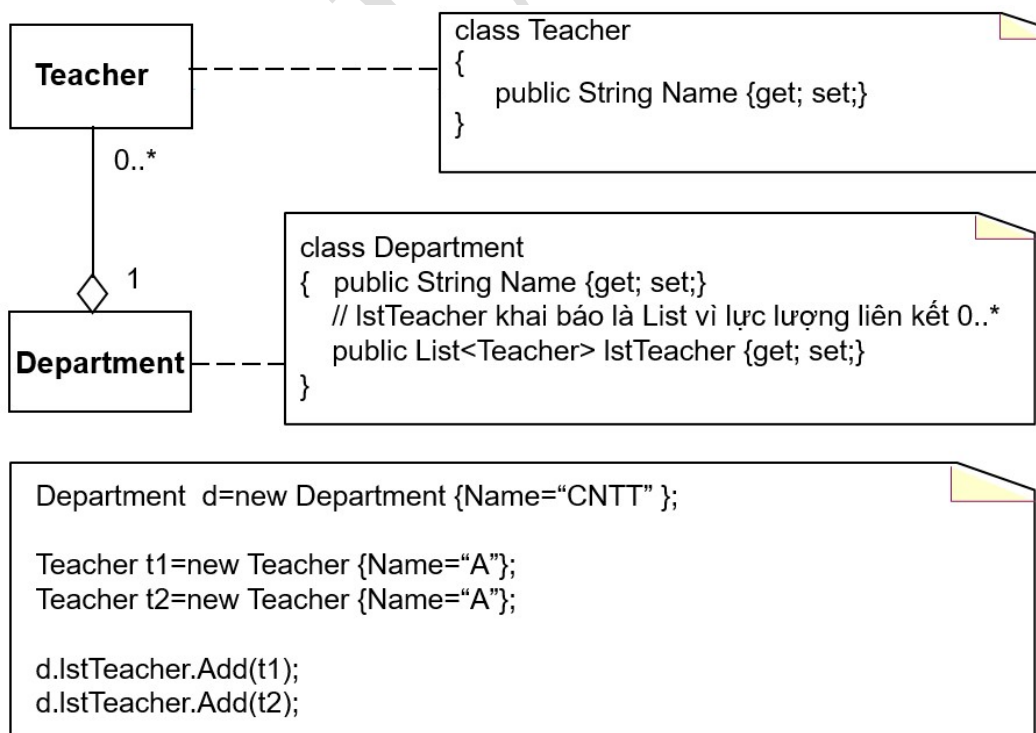 Teacher
class Teacher
{
public String Name {get; set;}
}
0..*
1
Department
class Department
{ public String Name {get; set;}
// lstTeacher khai báo là List vì lực lượng liên kết 0..*
public List<Teacher> lstTeacher {get; set;}
}
Department d=new Department {Name=“CNTT” };
Teacher t1=new Teacher {Name=“A”};
Teacher t2=new Teacher {Name=“A”};
d.lstTeacher.Add(t1);
d.lstTeacher.Add(t2);